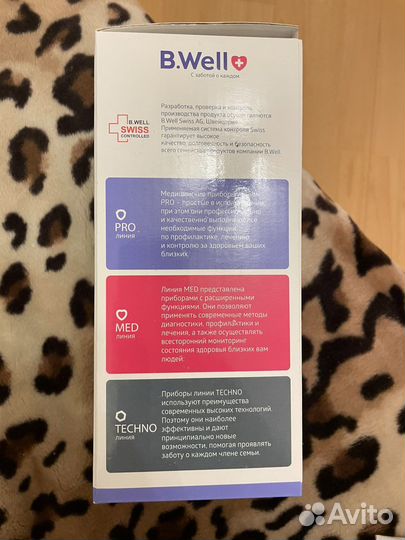 B.Well
С заботой о каждом
B.WELL
SWISS
CONTROLLED
Разработка, проверка и контроль
производства продукта осуществляются
B.Well Swiss AG, Швейцария.
Применяемая система контроля Swiss
гарантирует высокое
качество, долговечность и безопасность
всего семейства продуктов компании B.Well.
PRO
линия
Медицинские приборы линии
PRO – простые в использовании,
при этом они профессионально
и качественно выполняют все
необходимые функции
по профилактике, лечению
и контролю за здоровьем ваших
близких.
MED
линия
Линия MED представлена
приборами с расширенными
функциями. Они позволяют
применять современные методы
диагностики, профилактики и
лечения, а также осуществлять
всесторонний мониторинг
состояния здоровья близких вам
людей.
TECHNO
линия
Приборы линии TECHNO
используют преимущества
современных высоких технологий.
Поэтому они наиболее
эффективны и дают
принципиально новые
возможности, помогая проявлять
заботу о каждом члене семьи.
Avito